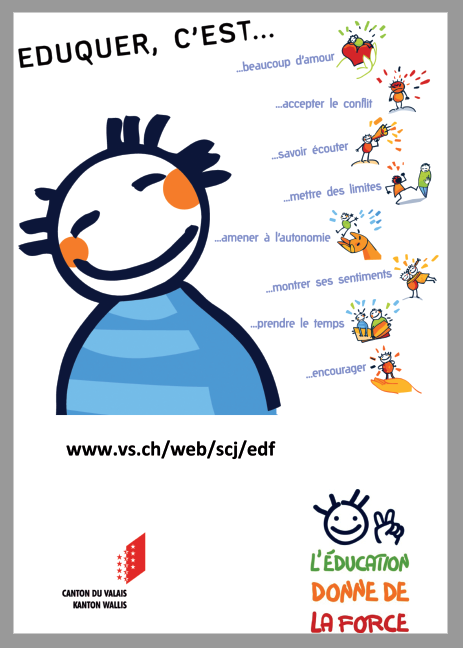 EDUQUER, C'EST...
...beaucoup d'amour
...accepter le conflit
...savoir écouter
...mettre des limites
...amener à l'autonomie
...montrer ses sentiments
...prendre le temps
...encourager
www.vs.ch/web/scj/edf
CANTON DU VALAIS
KANTON WALLIS
L'ÉDUCATION
DONNE DE
LA FORCE